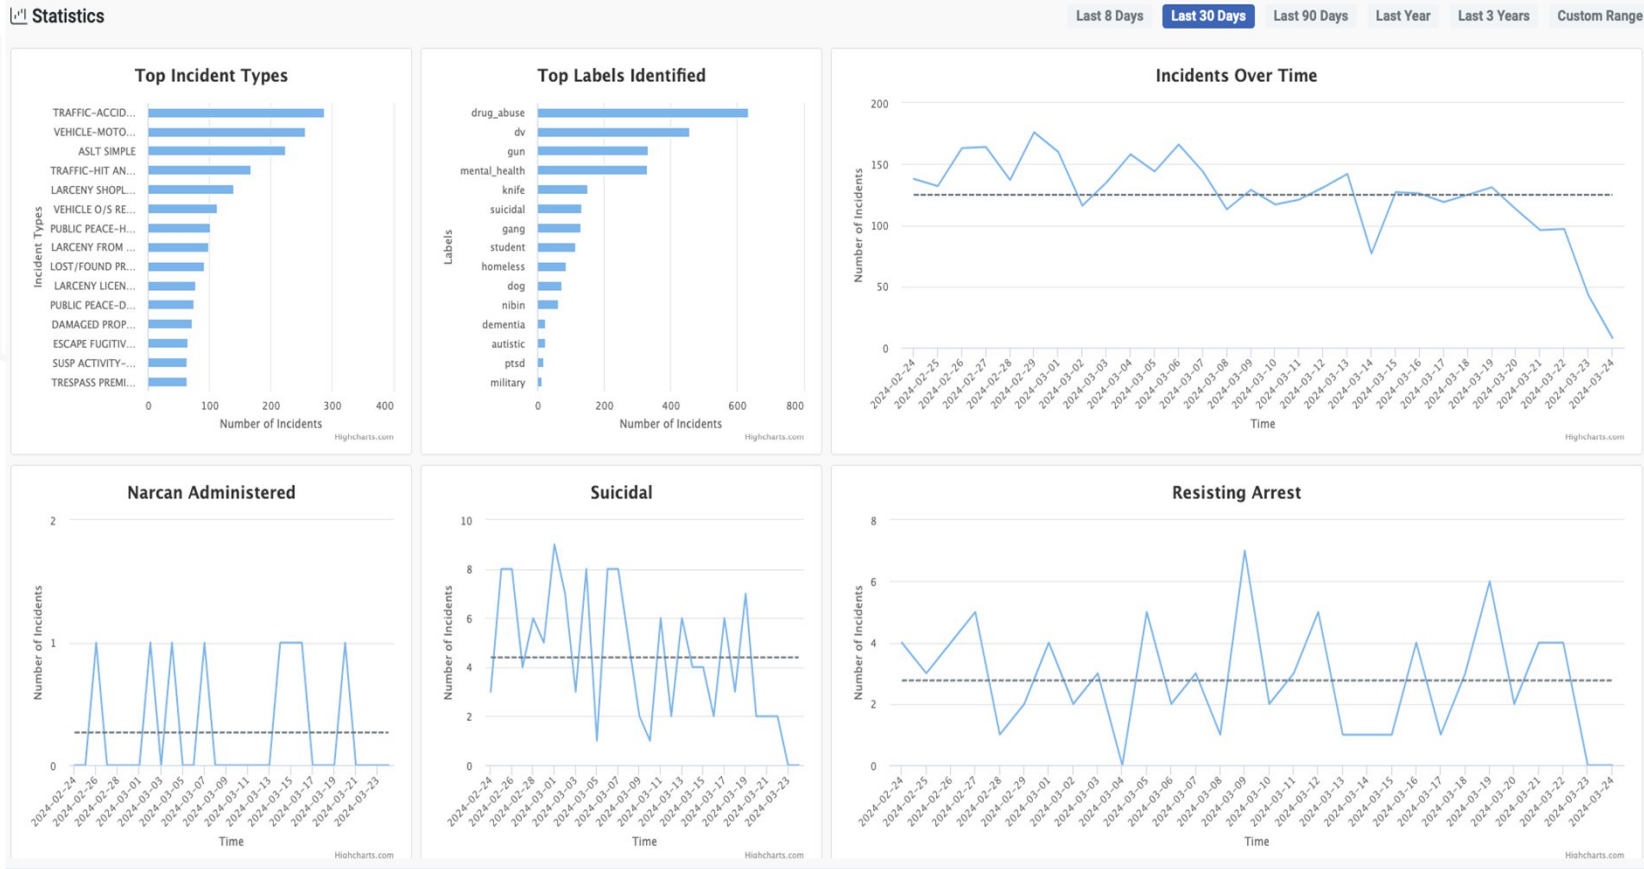 Statistics
Last 8 Days Last 30 Days Last 90 Days Last Year Last 3 Years Custom Range
Top Incident Types
Incident Types
TRAFFIC-ACCID...
VEHICLE-MOTO...
ASLT SIMPLE
TRAFFIC-HIT AN...
LARCENY SHOPL...
VEHICLE O/S RE...
PUBLIC PEACE-H...
LARCENY FROM ...
LOST/FOUND PR...
LARCENY LICEN...
PUBLIC PEACE-D...
DAMAGED PROP...
ESCAPE FUGITIV...
SUSP ACTIVITY-...
TRESPASS PREMI...
0 100 200 300 400
Number of Incidents
Highcharts.com
Top Labels Identified
Labels
drug_abuse
dv
gun
mental_health
knife
suicidal
gang
student
homeless
dog
nibin
dementia
autistic
ptsd
military
0 200 400 600 800
Number of Incidents
Highcharts.com
Incidents Over Time
Number of Incidents
200
150
100
50
0
2024-02-24 2024-02-25 2024-02-26 2024-02-27 2024-02-28 2024-02-29 2024-03-01 2024-03-02 2024-03-03 2024-03-04 2024-03-05 2024-03-06 2024-03-07 2024-03-08 2024-03-09 2024-03-10 2024-03-11 2024-03-12 2024-03-13 2024-03-14 2024-03-15 2024-03-16 2024-03-17 2024-03-18 2024-03-19 2024-03-20 2024-03-21 2024-03-22 2024-03-23 2024-03-24
Time
Highcharts.com
Narcan Administered
Number of Incidents
2
1
0
2024-02-24 2024-02-26 2024-02-28 2024-03-01 2024-03-03 2024-03-05 2024-03-07 2024-03-09 2024-03-11 2024-03-13 2024-03-15 2024-03-17 2024-03-19 2024-03-21 2024-03-23
Time
Highcharts.com
Suicidal
Number of Incidents
10
8
6
4
2
0
2024-02-24 2024-02-26 2024-02-28 2024-03-01 2024-03-03 2024-03-05 2024-03-07 2024-03-09 2024-03-11 2024-03-13 2024-03-15 2024-03-17 2024-03-19 2024-03-21 2024-03-23
Time
Highcharts.com
Resisting Arrest
Number of Incidents
8
6
4
2
0
2024-02-24 2024-02-25 2024-02-26 2024-02-27 2024-02-28 2024-02-29 2024-03-01 2024-03-02 2024-03-03 2024-03-04 2024-03-05 2024-03-06 2024-03-07 2024-03-08 2024-03-09 2024-03-10 2024-03-11 2024-03-12 2024-03-13 2024-03-14 2024-03-15 2024-03-16 2024-03-17 2024-03-18 2024-03-19 2024-03-20 2024-03-21 2024-03-22 2024-03-23 2024-03-24
Time
Highcharts.com